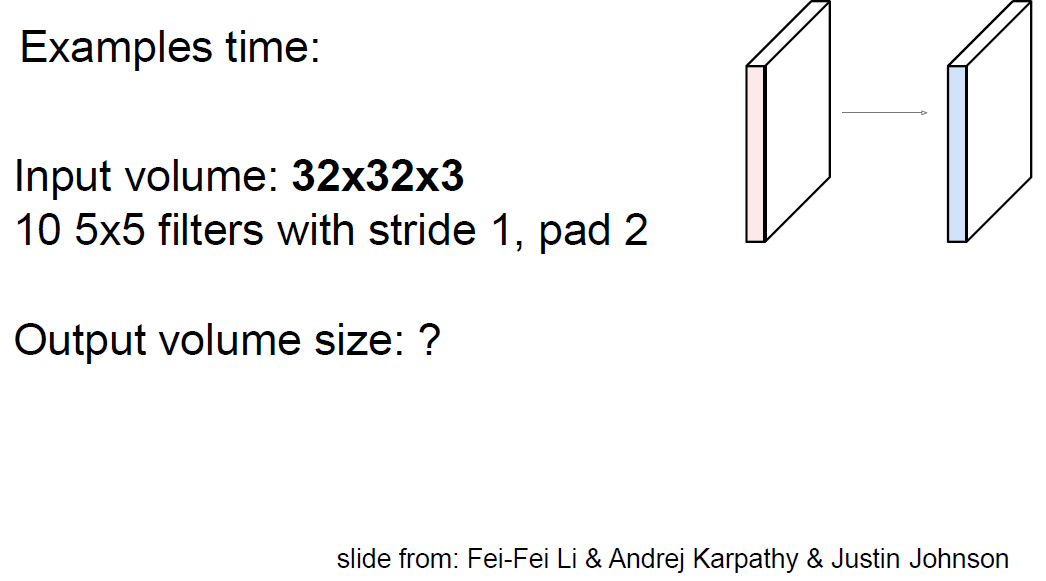 Examples time:
Input volume: 32x32x3
10 5x5 filters with stride 1, pad 2
Output volume size: ?
slide from: Fei-Fei Li & Andrej Karpathy & Justin Johnson